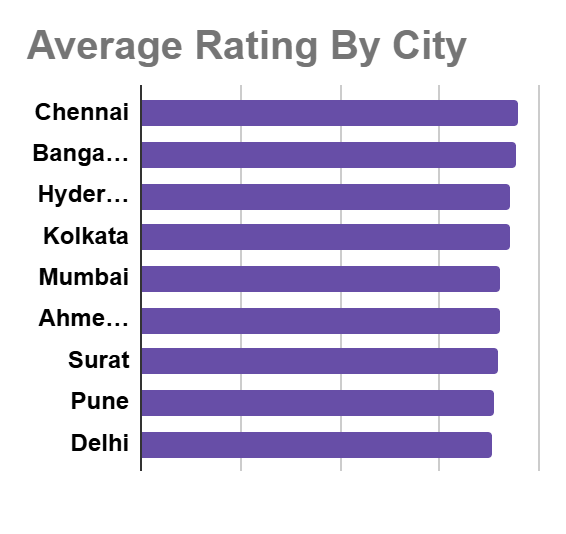 Average Rating By City
Chennai
Banga…
Hyder…
Kolkata
Mumbai
Ahme…
Surat
Pune
Delhi